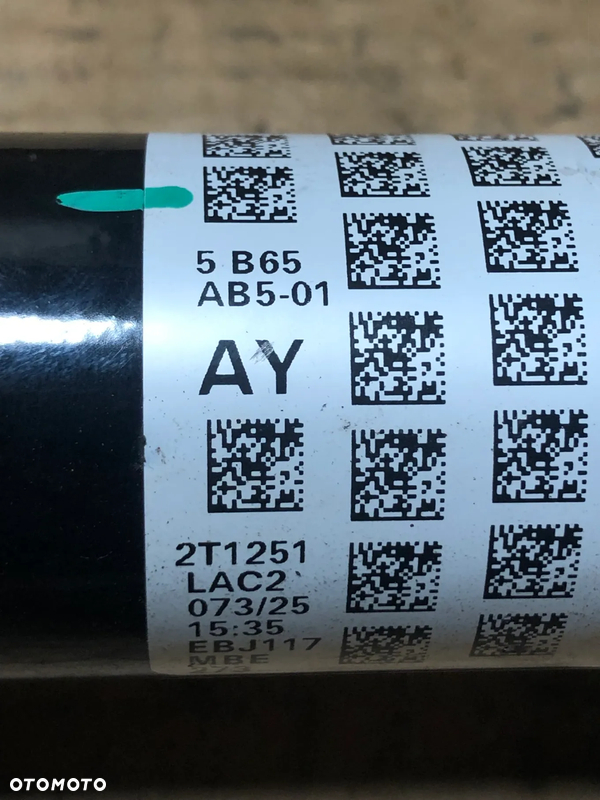 5 B65
AB5-01
AY
2T1251
LAC2
073/25
15:35
EBJ117
MBE
OTOMOTO